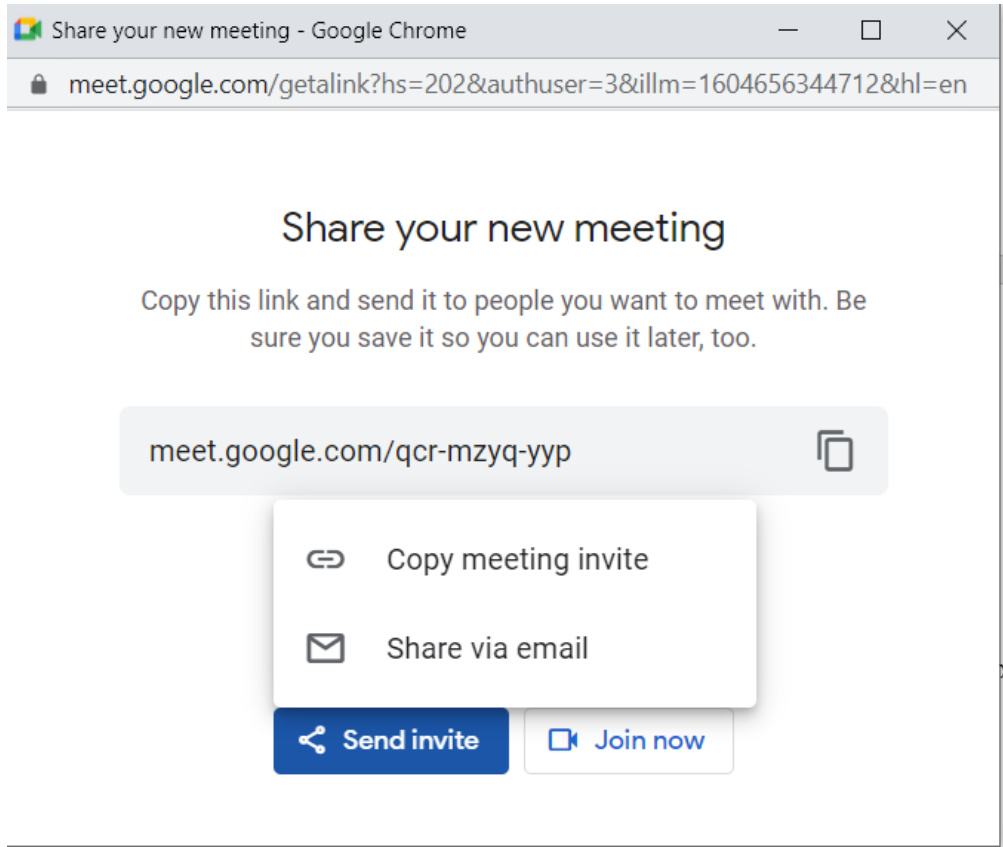 Share your new meeting - Google Chrome
meet.google.com/getalink?hs=202&authuser=3&illm=1604656344712&hl=en
Share your new meeting
Copy this link and send it to people you want to meet with. Be
sure you save it so you can use it later, too.
meet.google.com/qcr-mzyq-yyp
Copy meeting invite
Share via email
Send invite
Join now